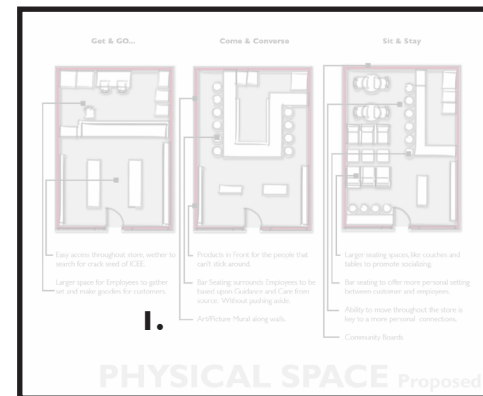 Get & GO...
Come & Converse
Sit & Stay
Easy access throughout store, wether to
search for crack seed of ICEE.
Larger space for Employees to gather
set and make goodies for customers
Products in Front for the people that
can't stick around.
Bar Seating surrounds Employees to be
based upon Guidance and Care from
source. Without pushing aside.
Art/Picture Mural along walls.
Larger seating spaces, like couches and
tables to promote socializing.
Bar seating to offer more personal setting
between customer and employees
Ability to move throughout the store is
key to a more personal connections.
Community Boards
1.
PHYSICAL SPACE Proposed